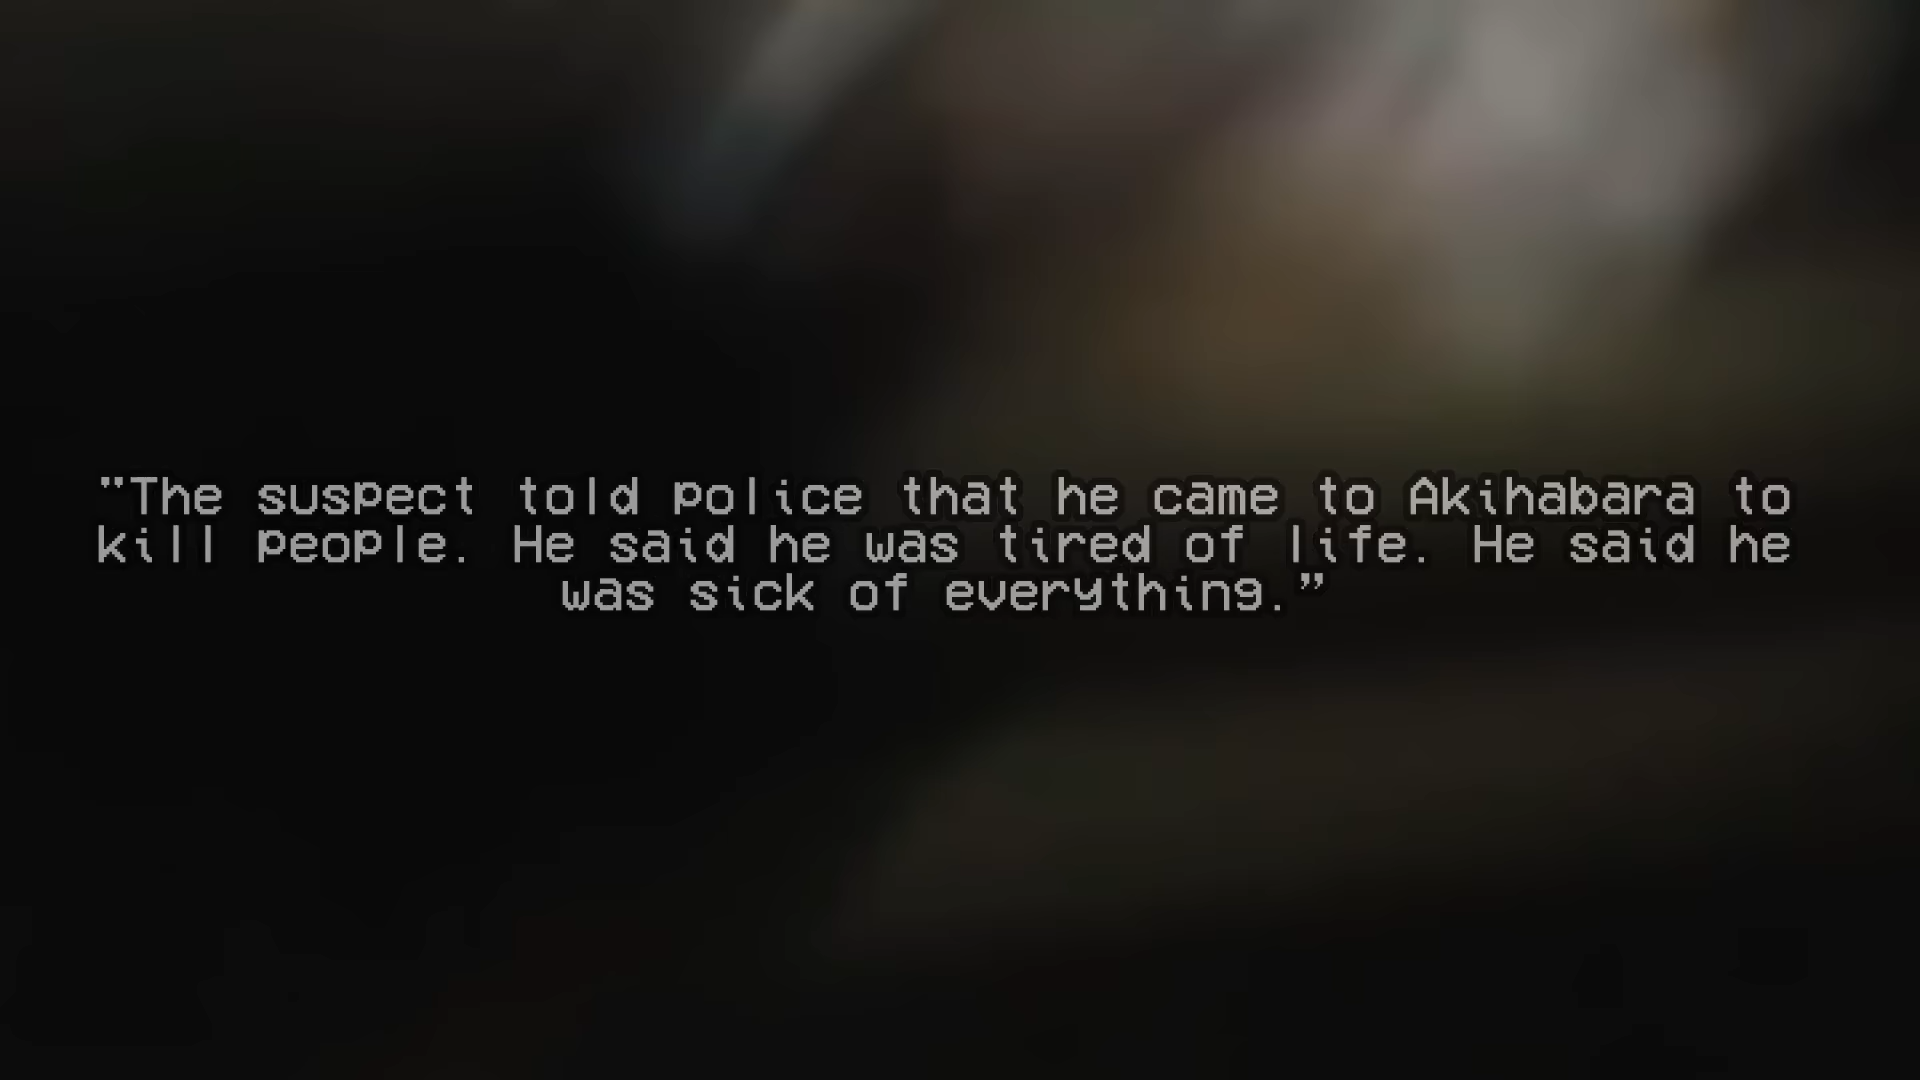 "The suspect told police that he came to Akihabara to
kill people. He said he was tired of life. He said he
was sick of everything."